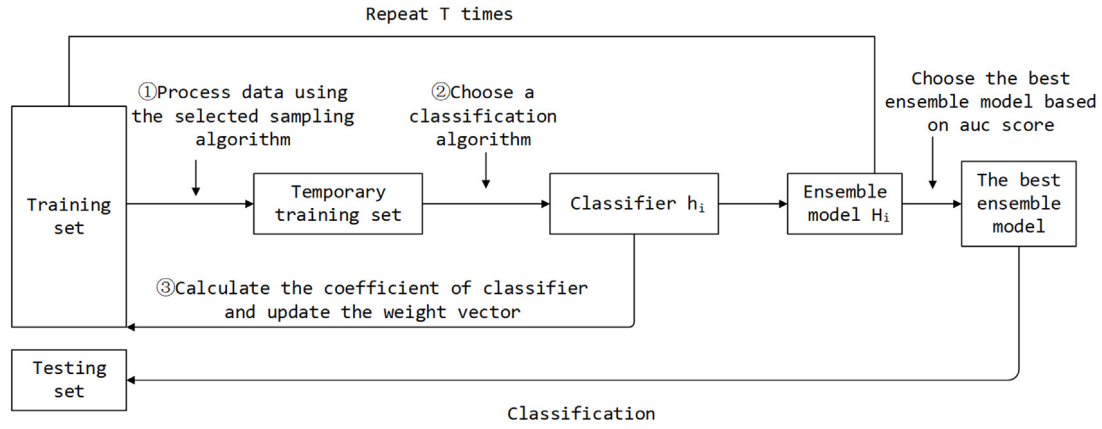 Repeat T times
①Process data using
the selected sampling
algorithm
②Choose a
classification
algorithm
Choose the best
ensemble model based
on auc score
Training
set
Temporary
training set
Classifier hᵢ
Ensemble
model Hᵢ
The best
ensemble
model
③Calculate the coefficient of classifier
and update the weight vector
Testing
set
Classification